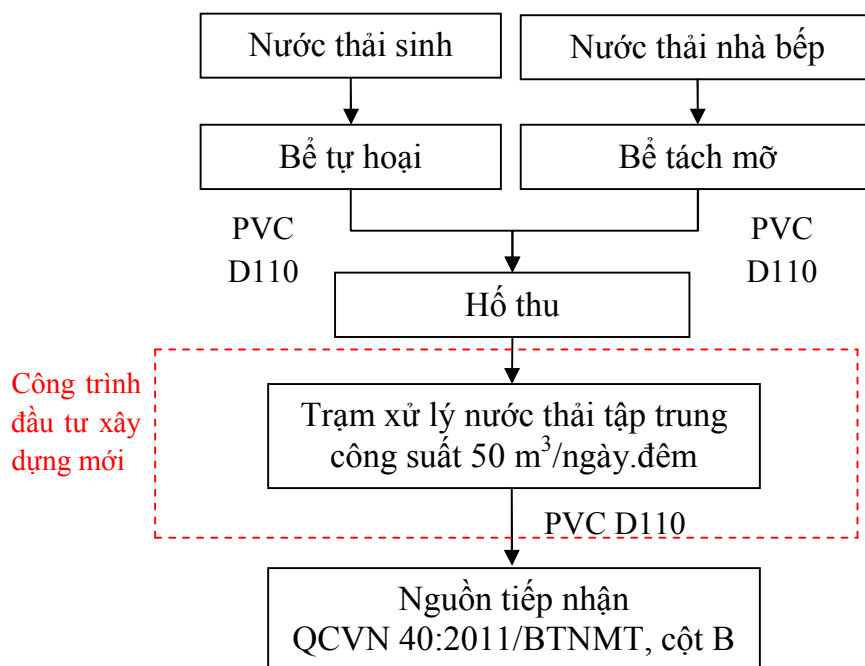 Nước thải sinh
Nước thải nhà bếp
Bể tự hoại
Bể tách mỡ
PVC
D110
PVC
D110
Hố thu
Công trình
đầu tư xây
dựng mới
Trạm xử lý nước thải tập trung
công suất 50 m³/ngày.đêm
PVC D110
Nguồn tiếp nhận
QCVN 40:2011/BTNMT, cột B